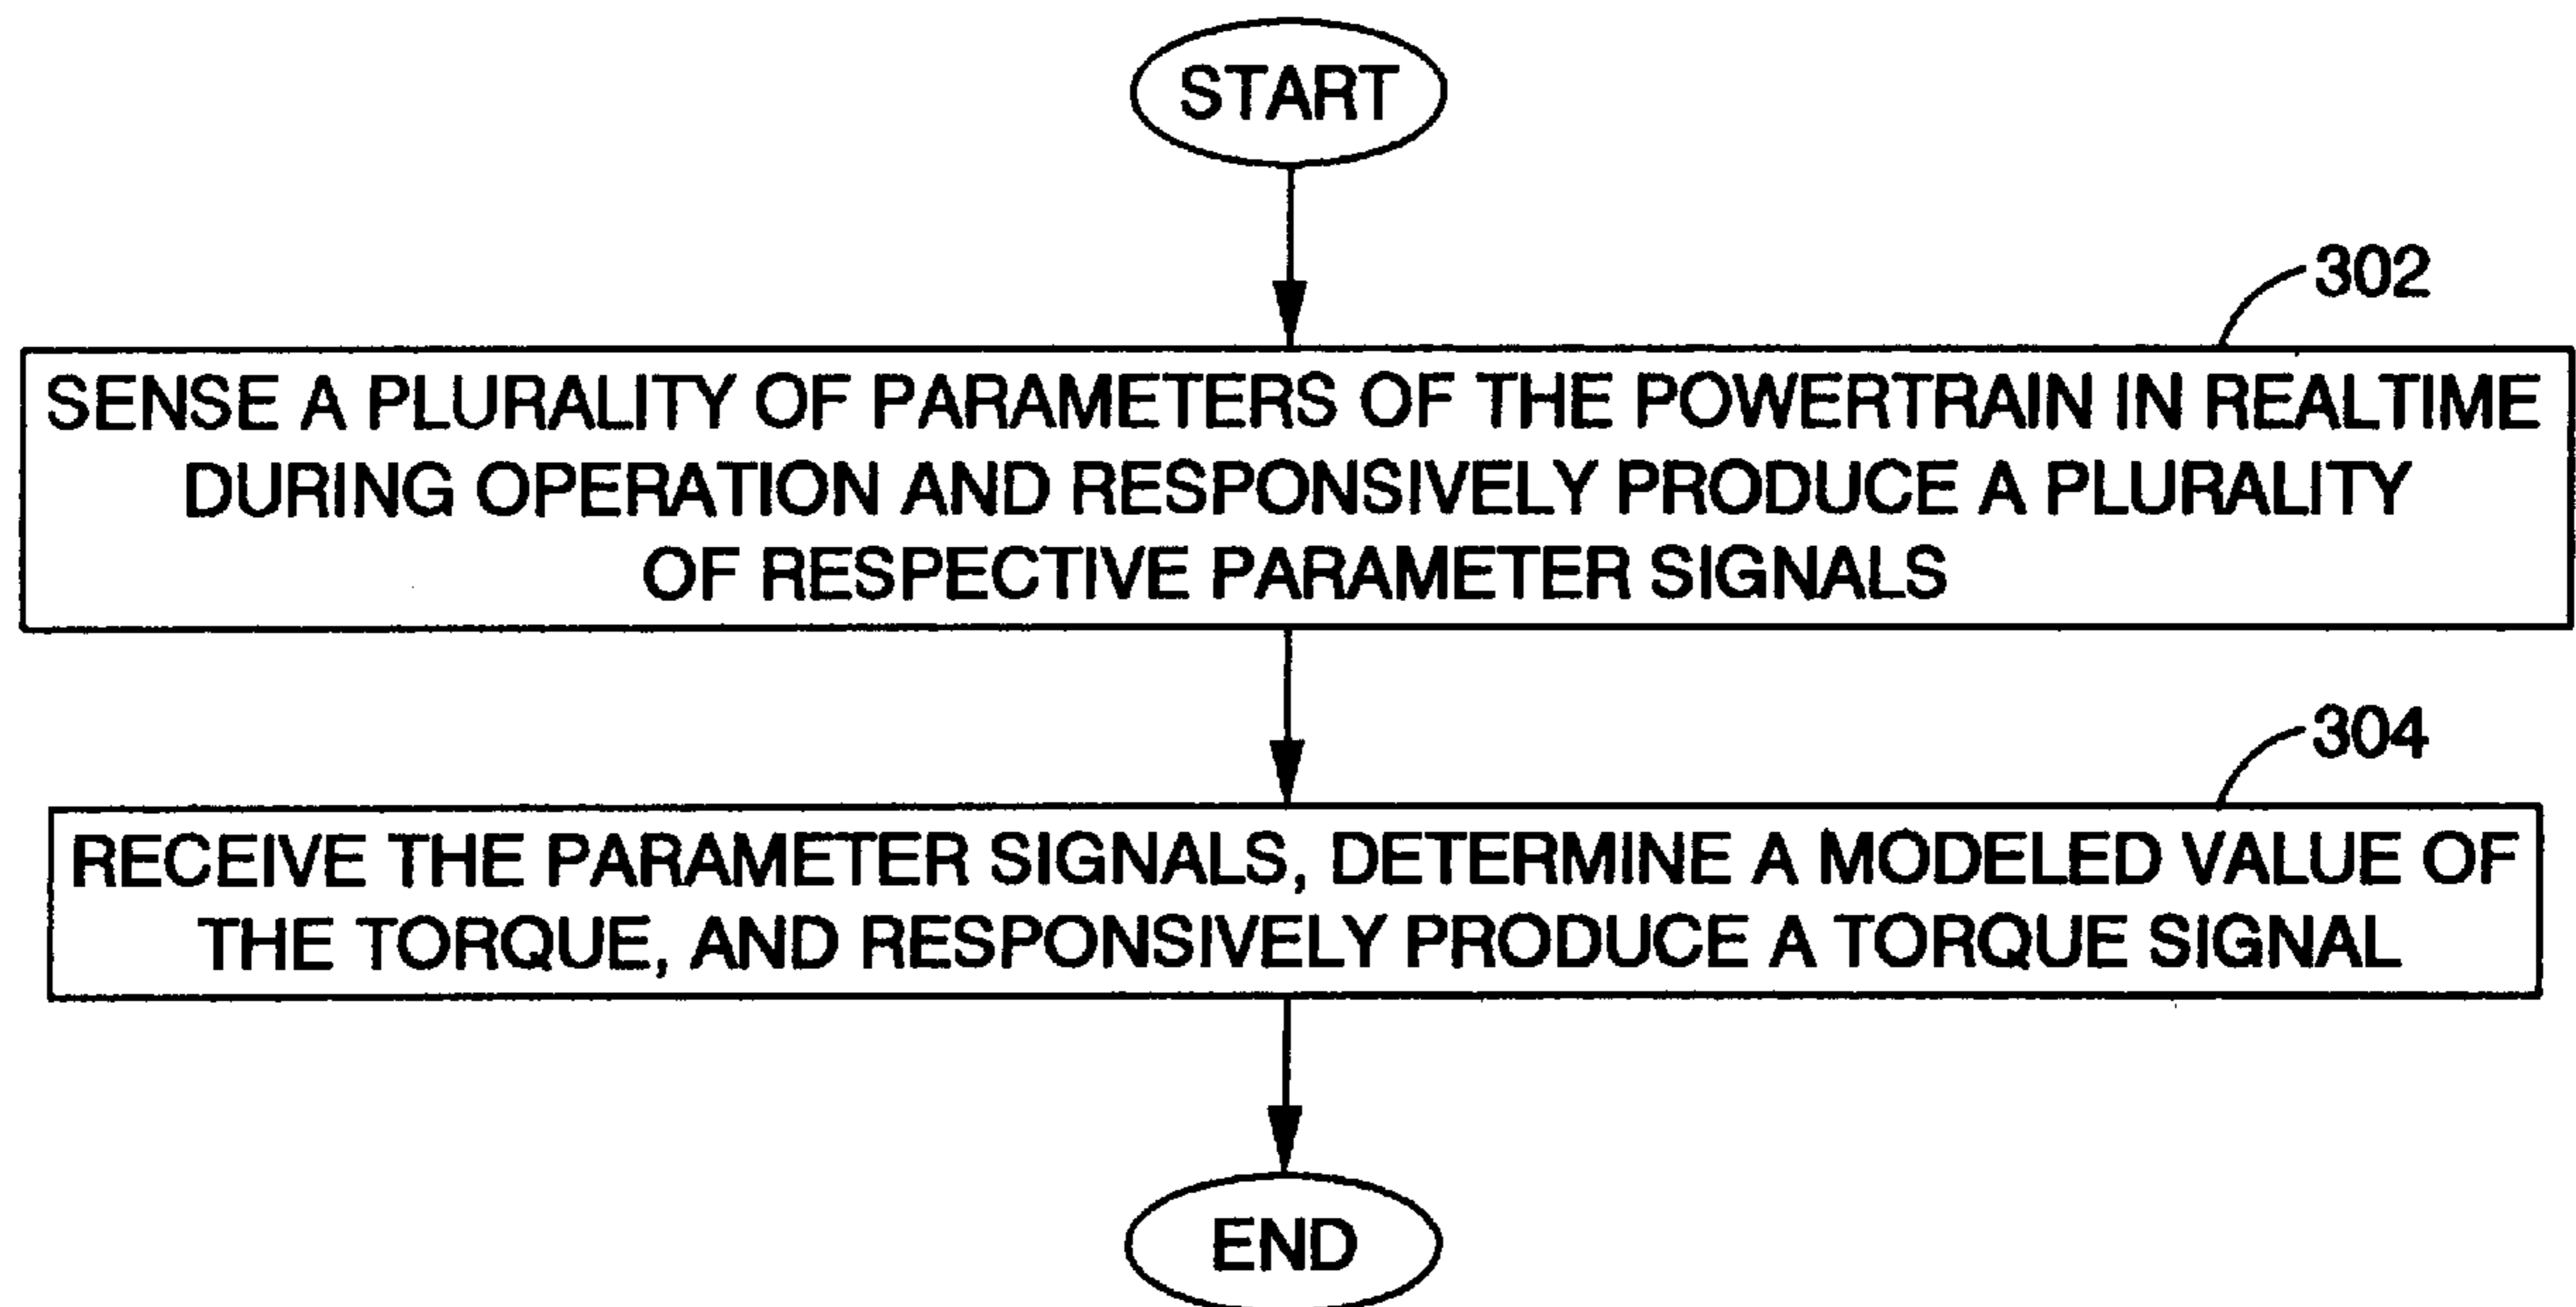 START
302
SENSE A PLURALITY OF PARAMETERS OF THE POWERTRAIN IN REALTIME
DURING OPERATION AND RESPONSIVELY PRODUCE A PLURALITY
OF RESPECTIVE PARAMETER SIGNALS
304
RECEIVE THE PARAMETER SIGNALS, DETERMINE A MODELED VALUE OF
THE TORQUE, AND RESPONSIVELY PRODUCE A TORQUE SIGNAL
END